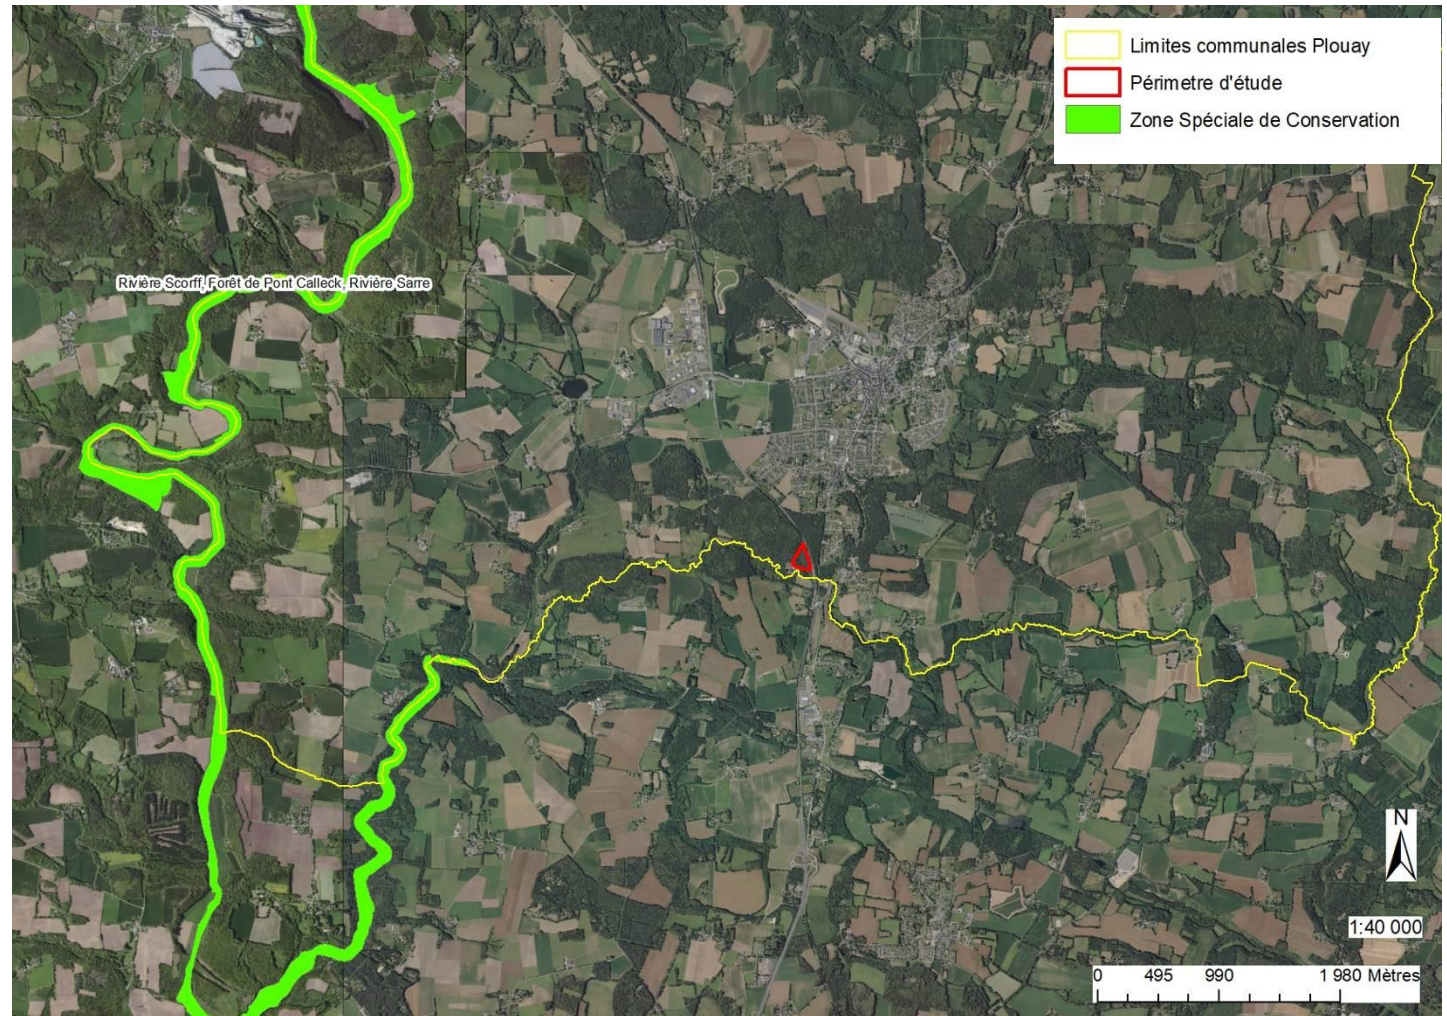 Limites communales Plouay
Périmetre d'étude
Zone Spéciale de Conservation
Rivière Scorff, Forêt de Pont Calleck, Rivière Sarre
N
1:40 000
0 495 990 1 980 Mètres